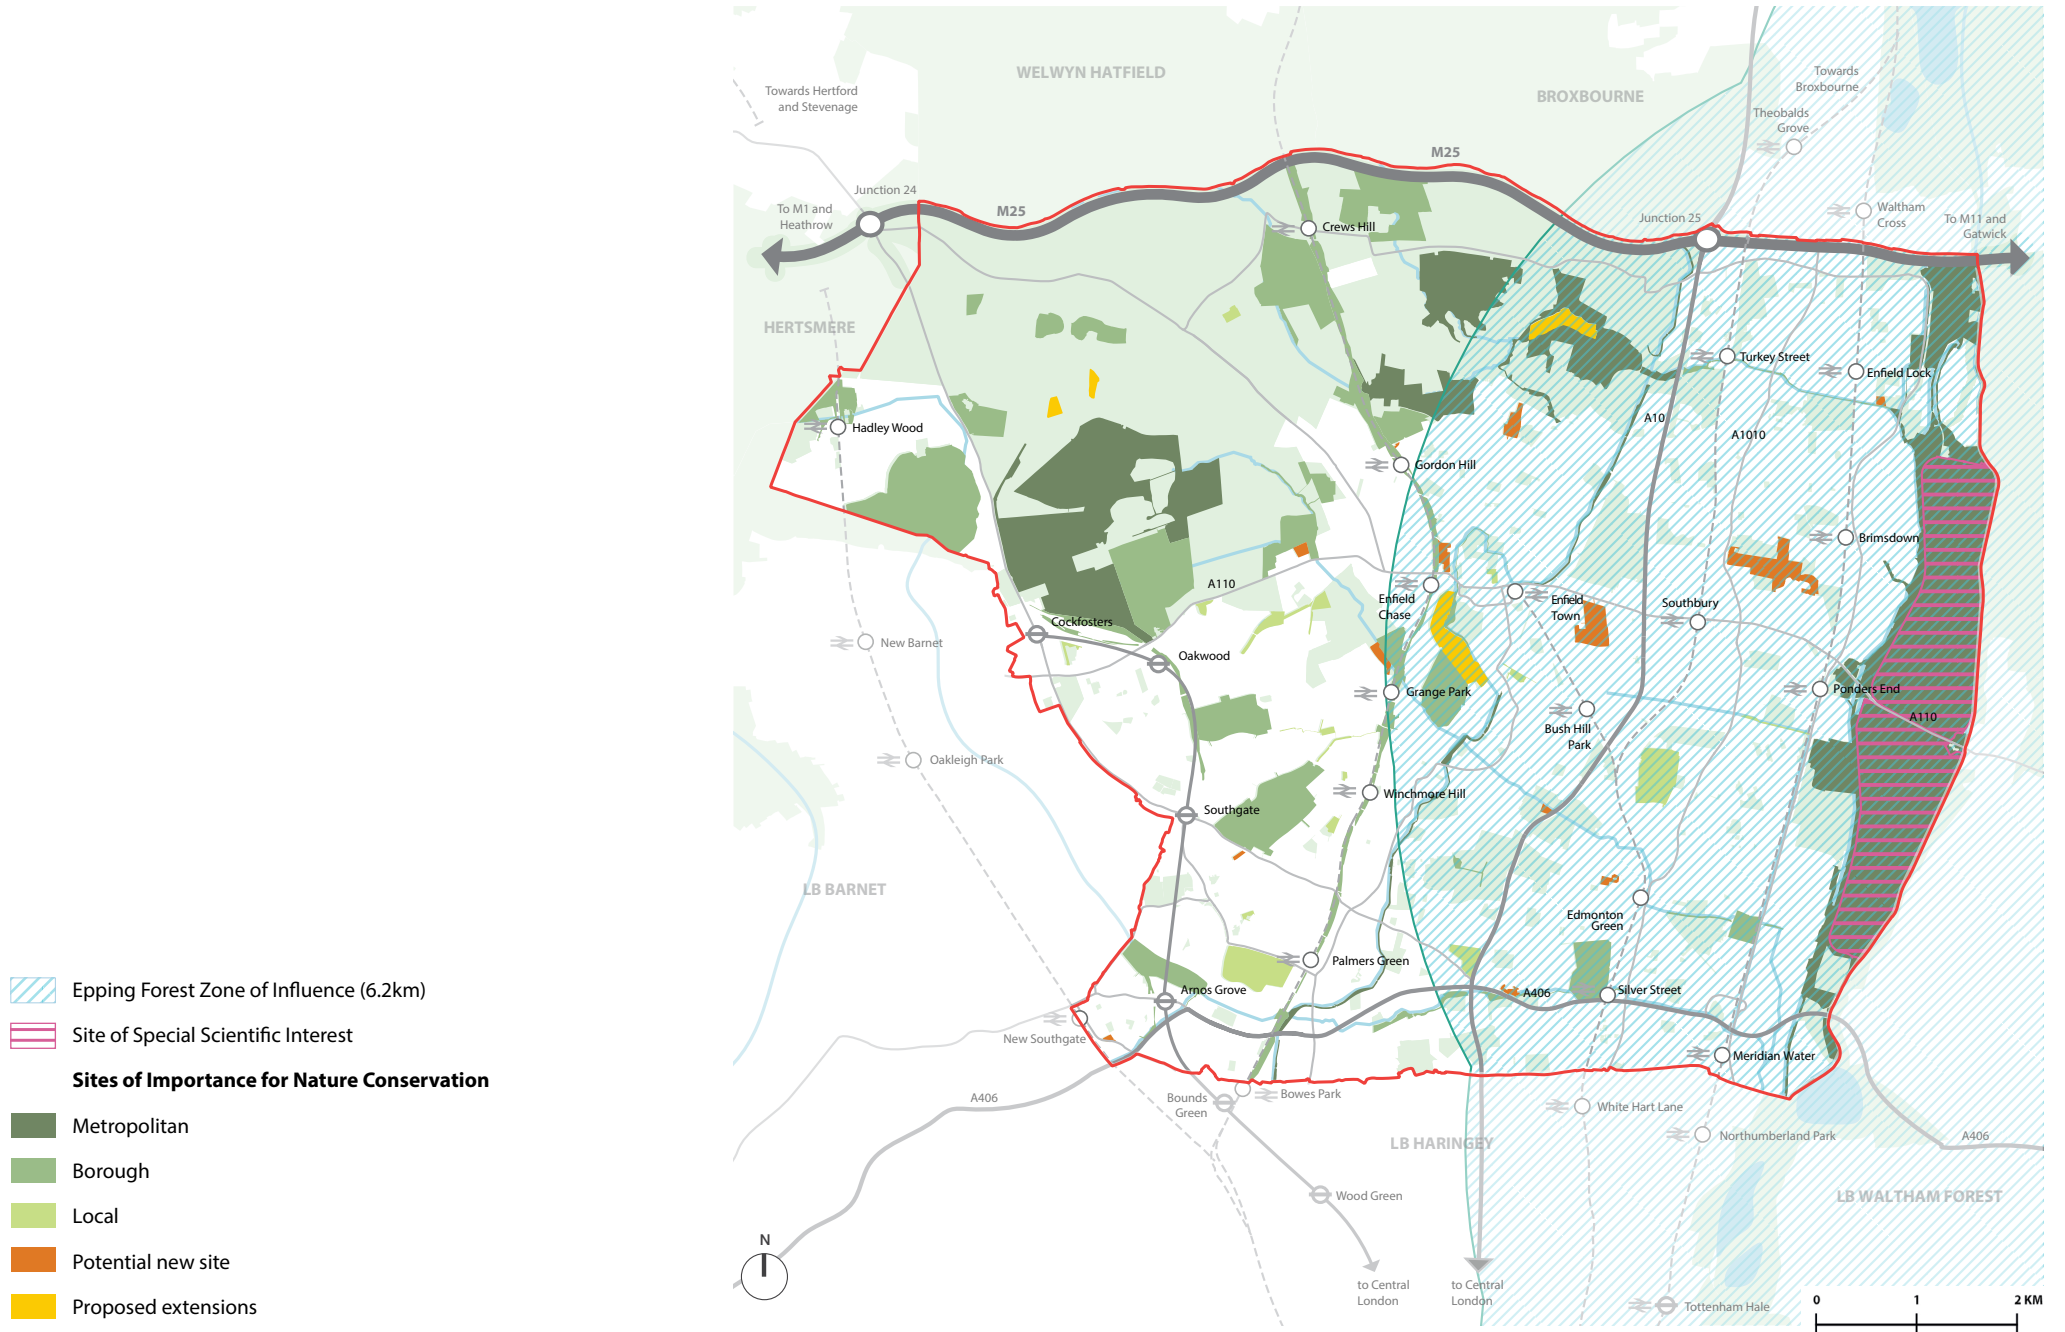 WELWYN HATFIELD
BROXBOURNE
Towards
Broxbourne
Towards Hertford
and Stevenage
Theobalds
Grove
M25
Junction 24
To M1 and
Heathrow
M25
Junction 25
Waltham
Cross
To M11 and
Gatwick
Crews Hill
HERTSMERE
Turkey Street
Enfield Lock
A10
A1010
Hadley Wood
Gordon Hill
Brimsdown
A110
Enfield
Chase
Enfield
Town
Southbury
Cockfosters
New Barnet
Oakwood
Grange Park
Ponders End
A110
Bush Hill
Park
Oakleigh Park
Winchmore Hill
Southgate
LB BARNET
Edmonton
Green
Palmers Green
Arnos Grove
A406
Silver Street
New Southgate
Meridian Water
A406
Bounds
Green
Bowes Park
White Hart Lane
LB HARINGEY
Northumberland Park
A406
Wood Green
LB WALTHAM FOREST
to Central
London
to Central
London
Tottenham Hale
N
0 1 2 KM
Epping Forest Zone of Influence (6.2km)
Site of Special Scientific Interest
Sites of Importance for Nature Conservation
Metropolitan
Borough
Local
Potential new site
Proposed extensions